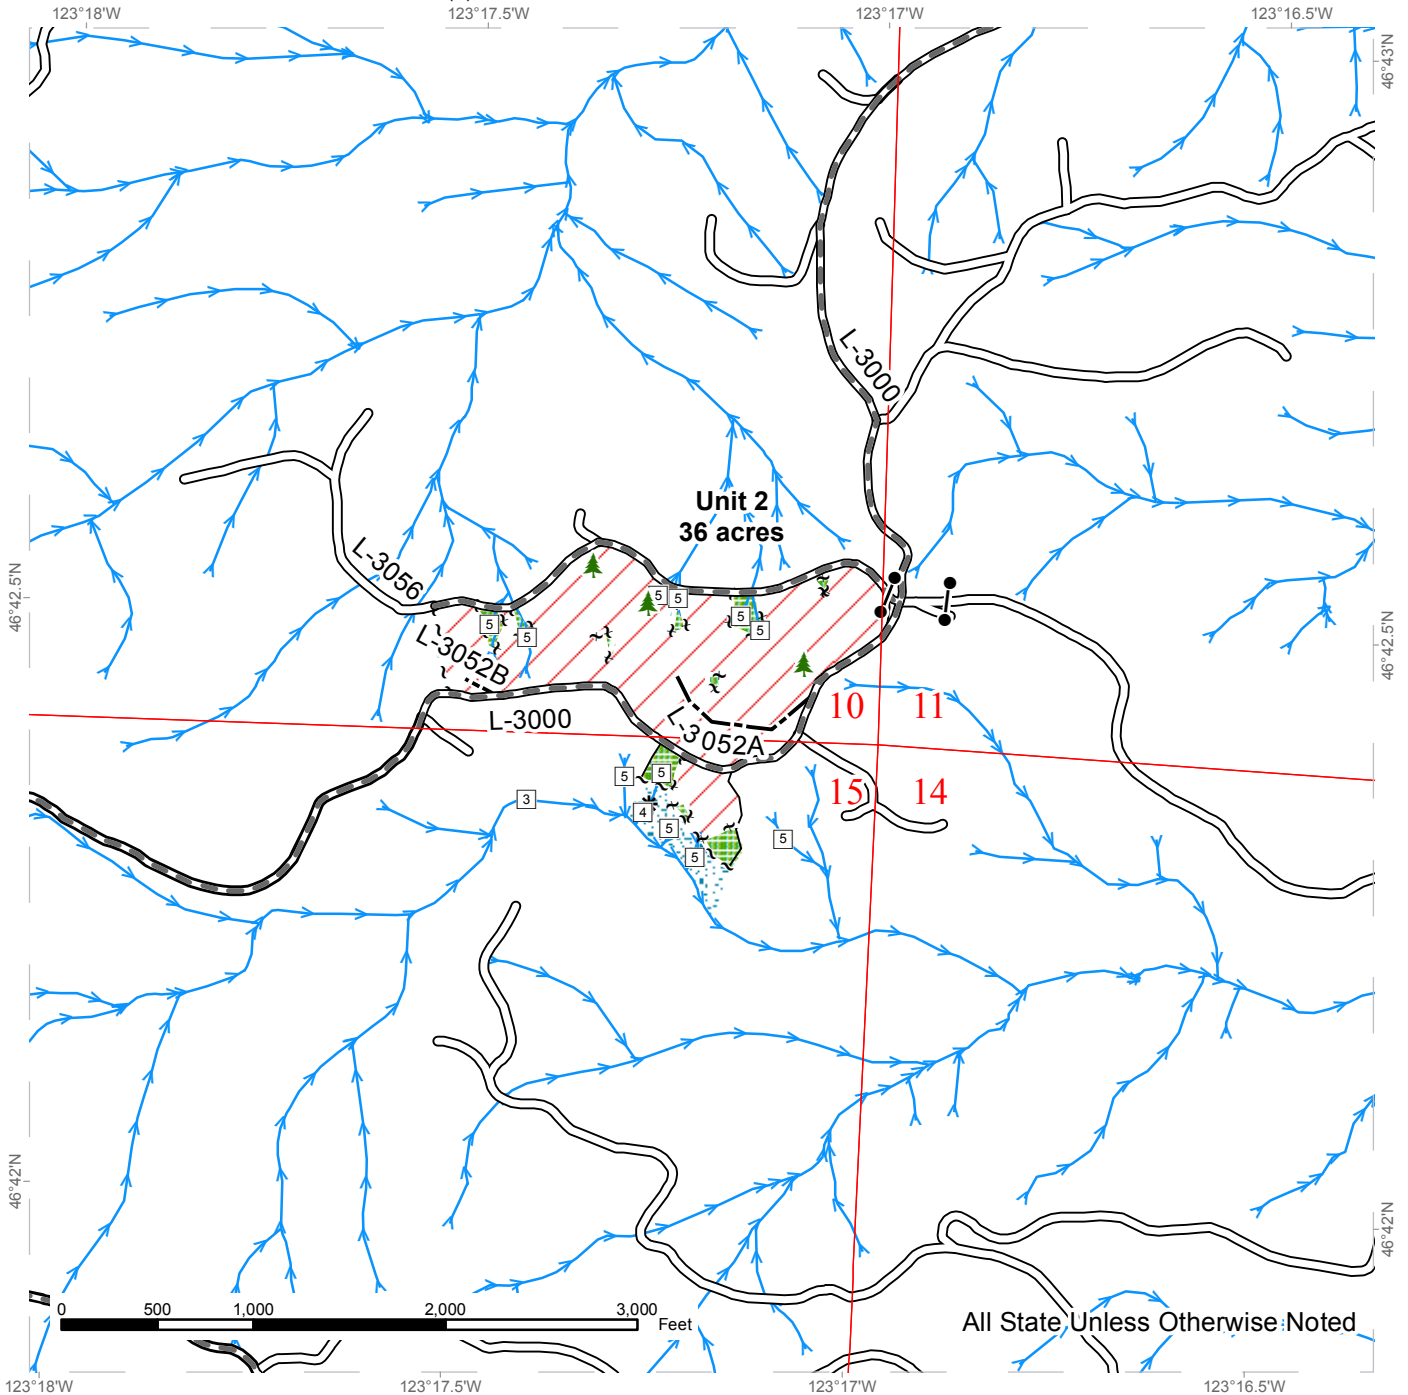 123°18'W
123°17.5'W
123°17'W
123°16.5'W
46°43'N
L-3000
Unit 2
36 acres
L-3056
46°42.5'N
46°42.5'N
5
5
5
5
5
5
L-3052B
10
11
L-3000
L-3052A
5
5
3
15
14
4
5
5
5
46°42'N
46°42'N
0
500
1,000
2,000
3,000
Feet
All State Unless Otherwise Noted
123°18'W
123°17.5'W
123°17'W
123°16.5'W